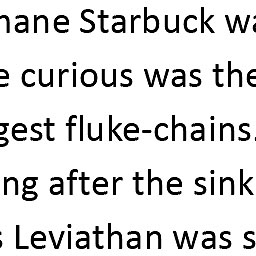 mane Starbuck wa
e curious was the
gest fluke-chains.
ng after the sink
s Leviathan was s